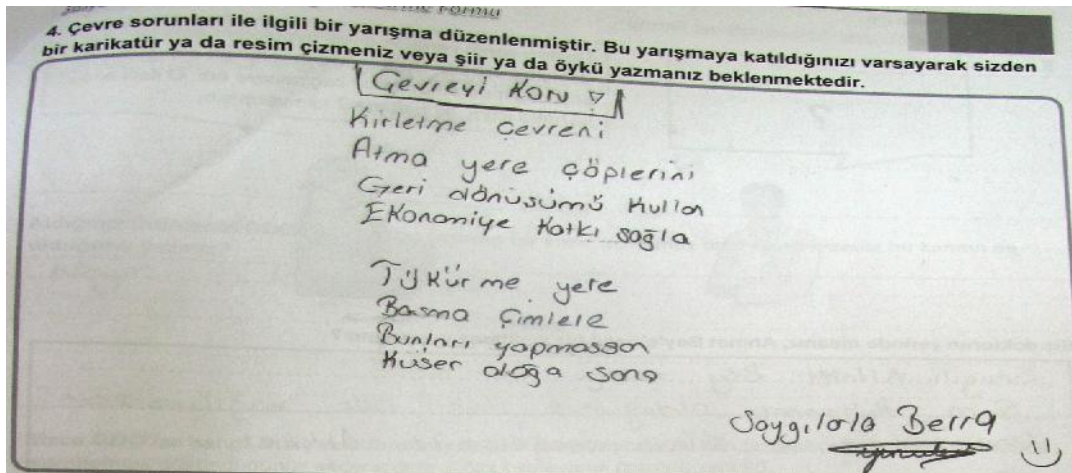 4. Çevre sorunları ile ilgili bir yarışma düzenlenmiştir. Bu yarışmaya katıldığınızı varsayarak sizden
bir karikatür ya da resim çizmeniz veya şiir ya da öykü yazmanız beklenmektedir.
Çevreyi Koru
Kirletme çevreni
Atma yere çöplerini
Geri dönüşümü kullan
Ekonomiye katkı sağla
Tükürme yere
Basma Çimlere
Bunları yapmassan
Küser doğa sana
Saygılarla Berra